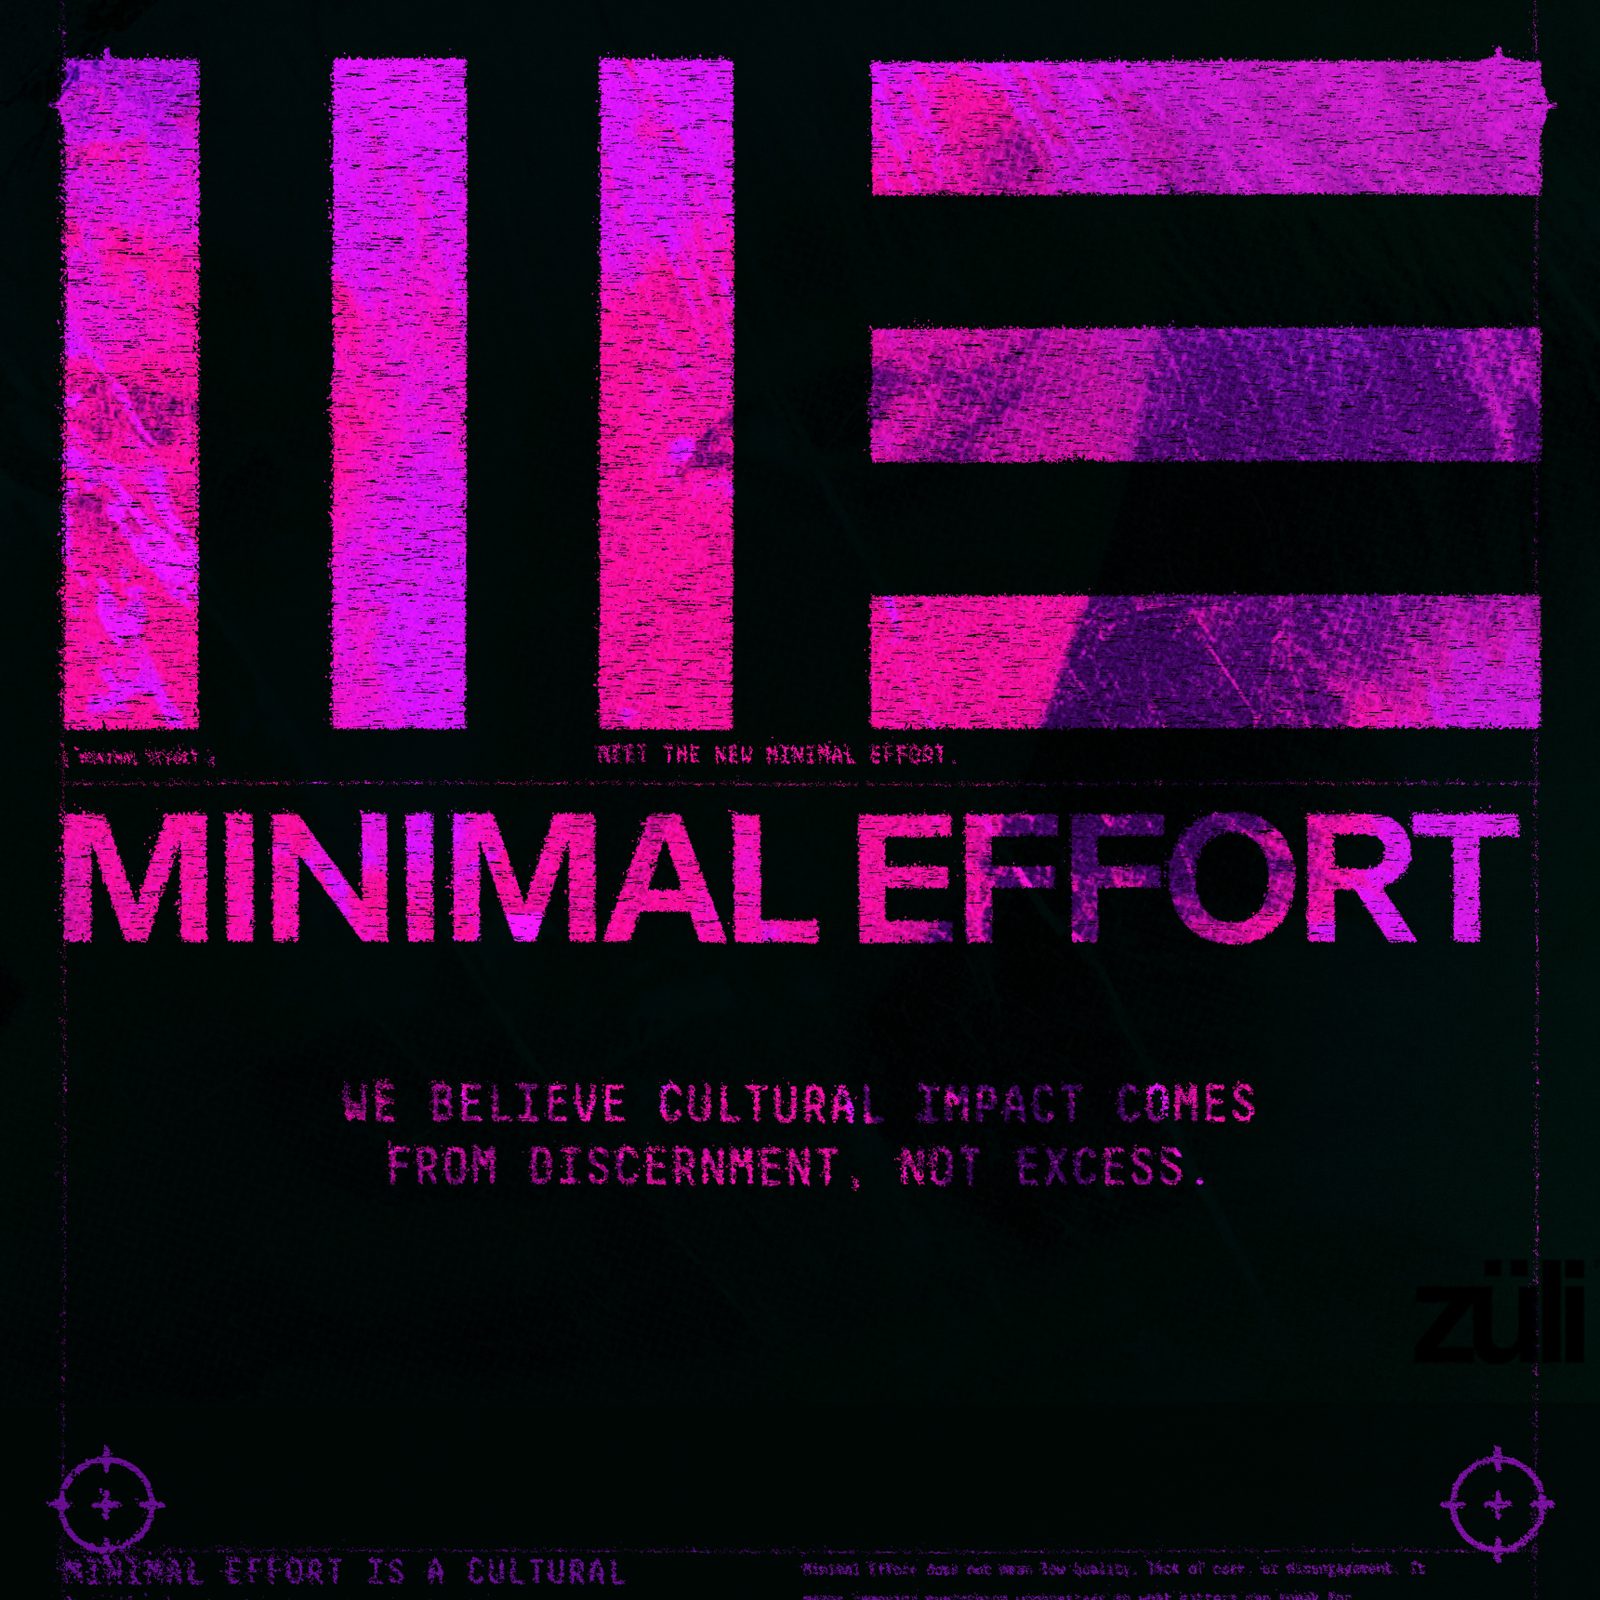 [ MINIMAL EFFORT ]
MEET THE NEW MINIMAL EFFORT.
MINIMAL EFFORT
WE BELIEVE CULTURAL IMPACT COMES
FROM DISCERNMENT, NOT EXCESS.
züli
MINIMAL EFFORT IS A CULTURAL
Minimal Effort does not mean low quality, lack of care, or disengagement. It